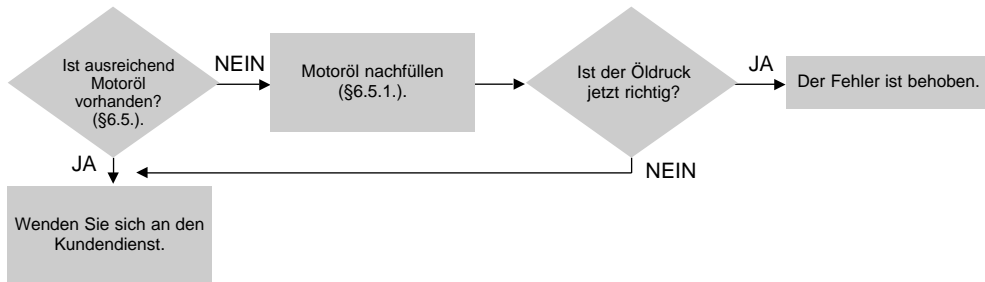 Ist ausreichend
Motoröl
vorhanden?
(§6.5.).
NEIN
Motoröl nachfüllen
(§6.5.1.).
Ist der Öldruck
jetzt richtig?
JA
Der Fehler ist behoben.
JA
NEIN
Wenden Sie sich an den
Kundendienst.